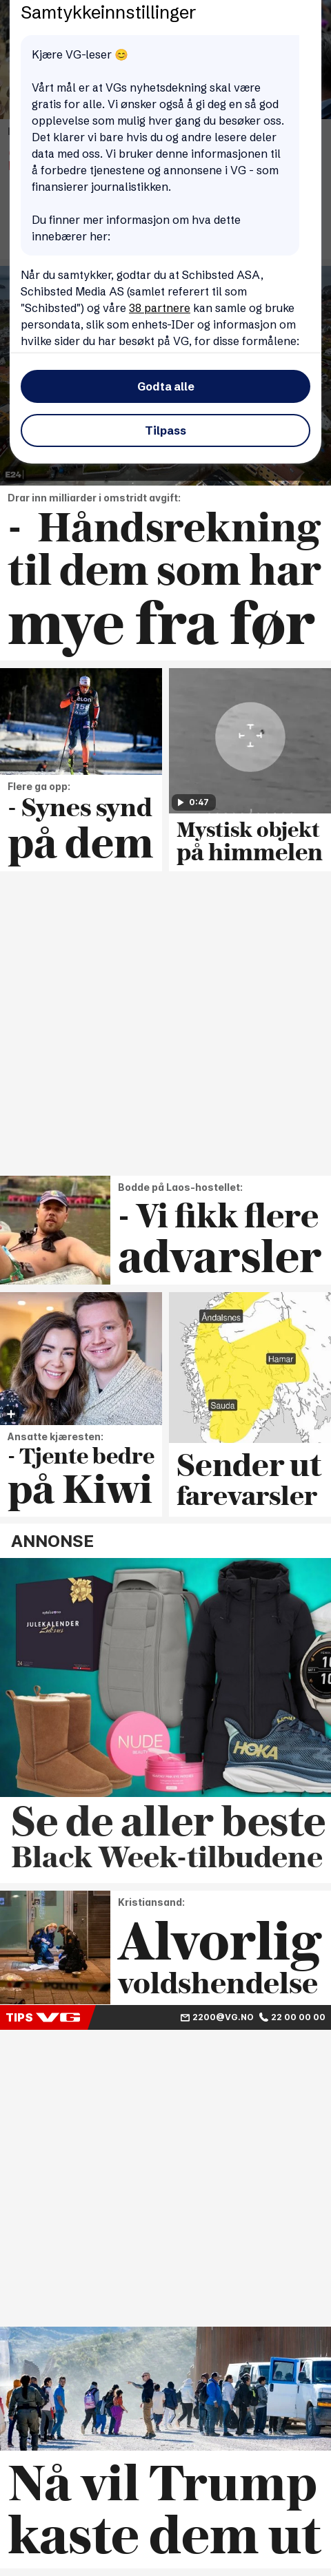 Samtykkeinnstillinger
Kjære VG-leser 😊
Vårt mål er at VGs nyhetsdekning skal være
gratis for alle. Vi ønsker også å gi deg en så god
opplevelse som mulig hver gang du besøker oss.
Det klarer vi bare hvis du og andre lesere deler
data med oss. Vi bruker denne informasjonen til
å forbedre tjenestene og annonsene i VG - som
finansierer journalistikken.
Du finner mer informasjon om hva dette
innebærer her:
Når du samtykker, godtar du at Schibsted ASA,
Schibsted Media AS (samlet referert til som
"Schibsted") og våre 38 partnere kan samle og bruke
persondata, slik som enhets-IDer og informasjon om
hvilke sider du har besøkt på VG, for disse formålene:
Godta alle
Tilpass
E24
Drar inn milliarder i omstridt avgift:
- Håndsrekning
til dem som har
mye fra før
Flere ga opp:
- Synes synd
på dem
0:47
Mystisk objekt
på himmelen
Bodde på Laos-hostellet:
- Vi fikk flere
advarsler
+
Ansatte kjæresten:
- Tjente bedre
på Kiwi
Åndalsnes
Hamar
Sauda
Sender ut
farevarsler
ANNONSE
JULEKALENDER
Luksus
24
NUDE
HOKA
Se de aller beste
Black Week-tilbudene
Kristiansand:
Alvorlig
voldshendelse
TIPS VG
2200@VG.NO 22 00 00 00
Nå vil Trump
kaste dem ut